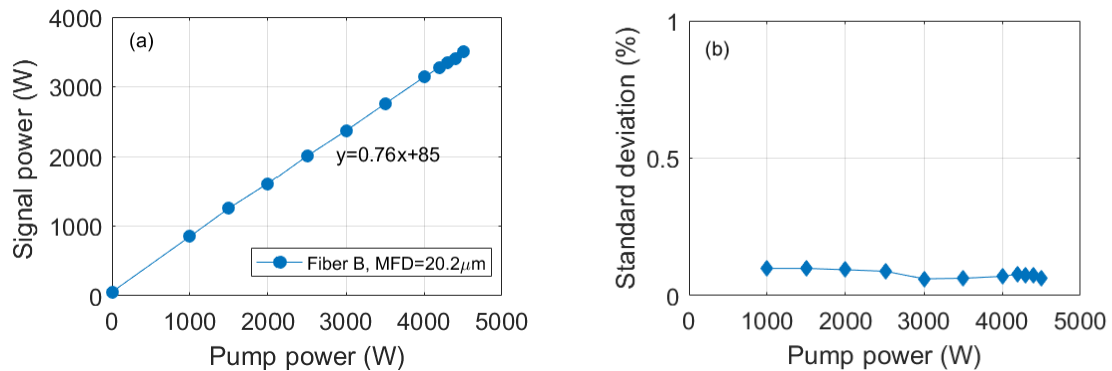 (a)
Signal power (W)
4000
3000
2000
1000
0
y=0.76x+85
Fiber B, MFD=20.2μm
0 1000 2000 3000 4000 5000
Pump power (W)
(b)
Standard deviation (%)
1
0.5
0
0 1000 2000 3000 4000 5000
Pump power (W)